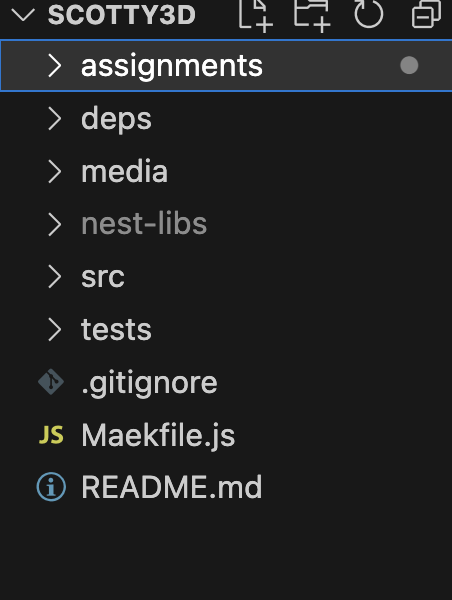 SCOTTY3D
assignments
deps
media
nest-libs
src
tests
.gitignore
JS Maekfile.js
README.md